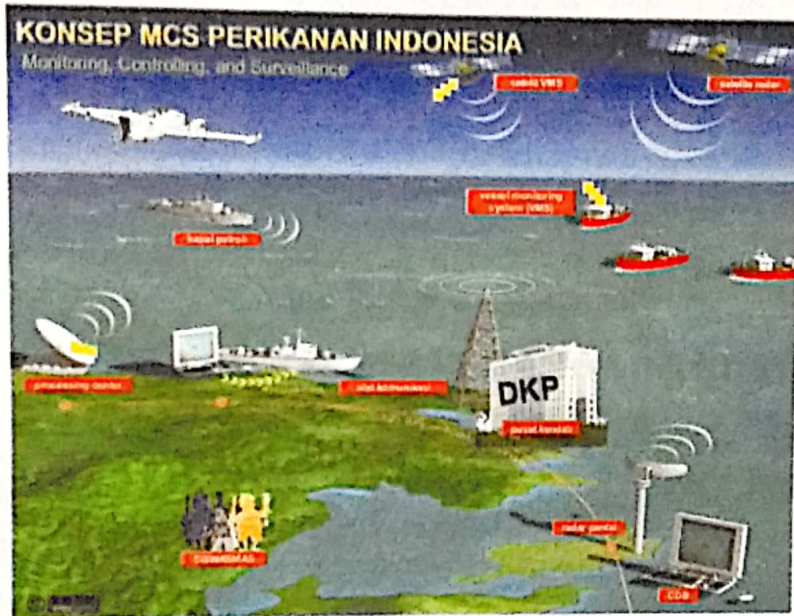 KONSEP MCS PERIKANAN INDONESIA
Monitoring, Controlling, and Surveillance
satelit VMS
satelite radar
vessel monitoring
system (VMS)
kapal patroli
processing center
alat komunikasi
DKP
pusat kendali
radar pantai
CDB